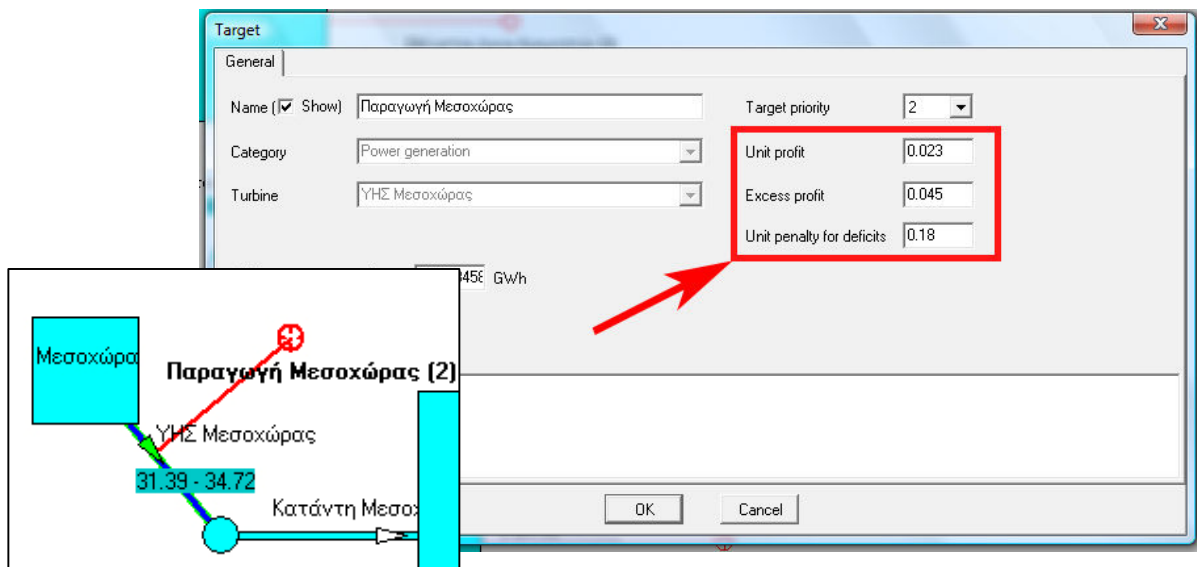 Target
General
Name (✓ Show) Παραγωγή Μεσοχώρας
Target priority 2
Category Power generation
Unit profit 0.023
Turbine ΥΗΣ Μεσοχώρας
Excess profit 0.045
Unit penalty for deficits 0.18
GWh
Μεσοχώρα
Παραγωγή Μεσοχώρας (2)
ΥΗΣ Μεσοχώρας
31.39 - 34.72
Κατάντη
OK Cancel